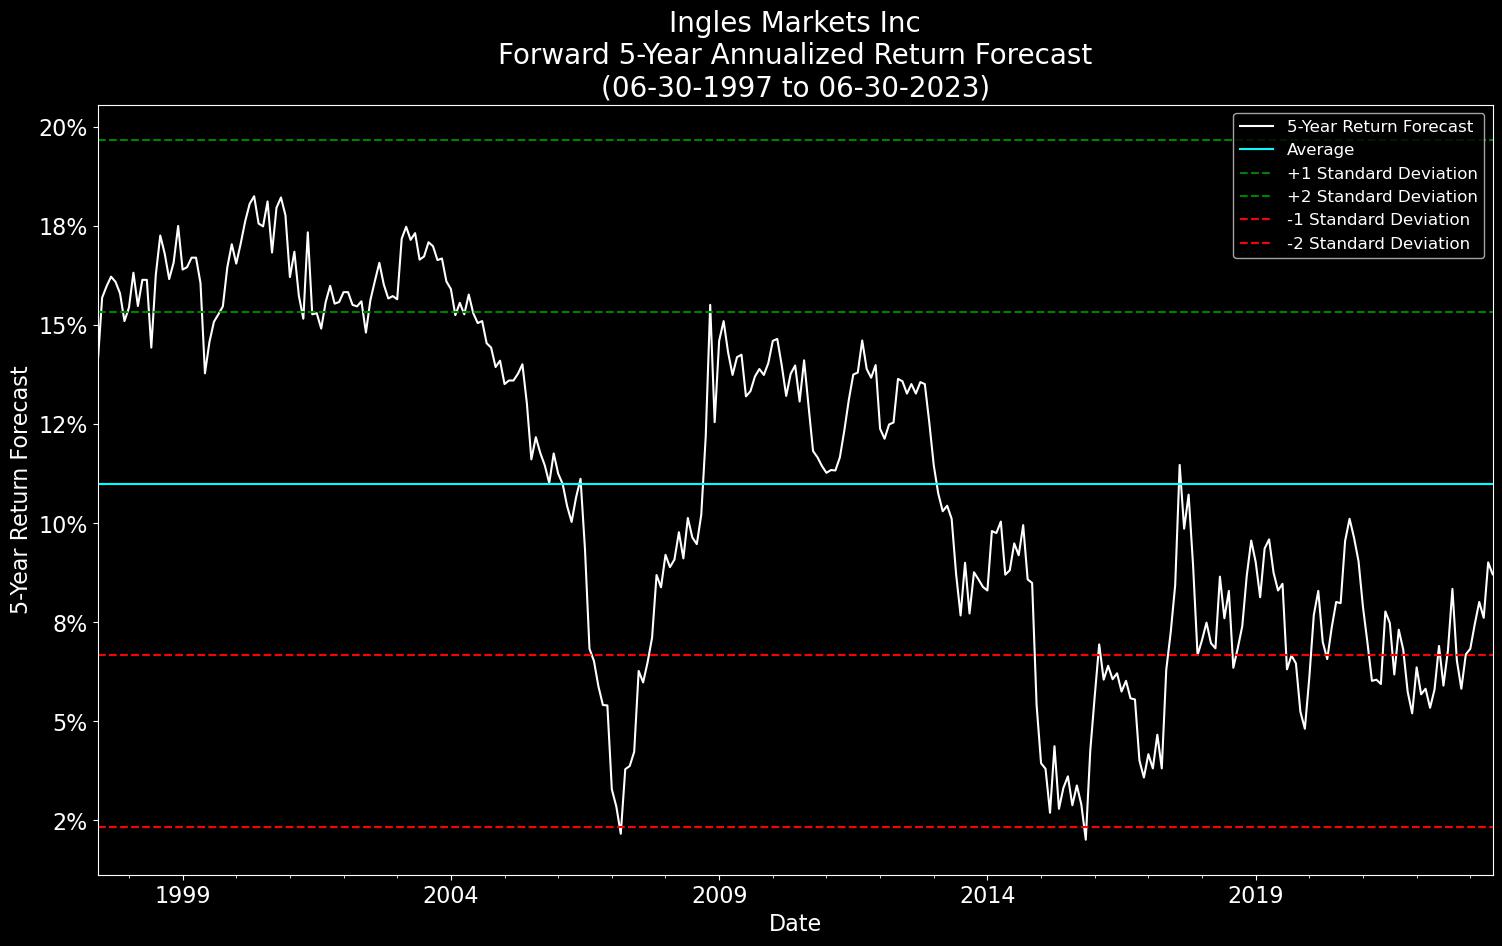 Ingles Markets Inc
Forward 5-Year Annualized Return Forecast
(06-30-1997 to 06-30-2023)
5-Year Return Forecast
20%
18%
15%
12%
10%
8%
5%
2%
5-Year Return Forecast
Average
+1 Standard Deviation
+2 Standard Deviation
-1 Standard Deviation
-2 Standard Deviation
1999 2004 2009 2014 2019
Date